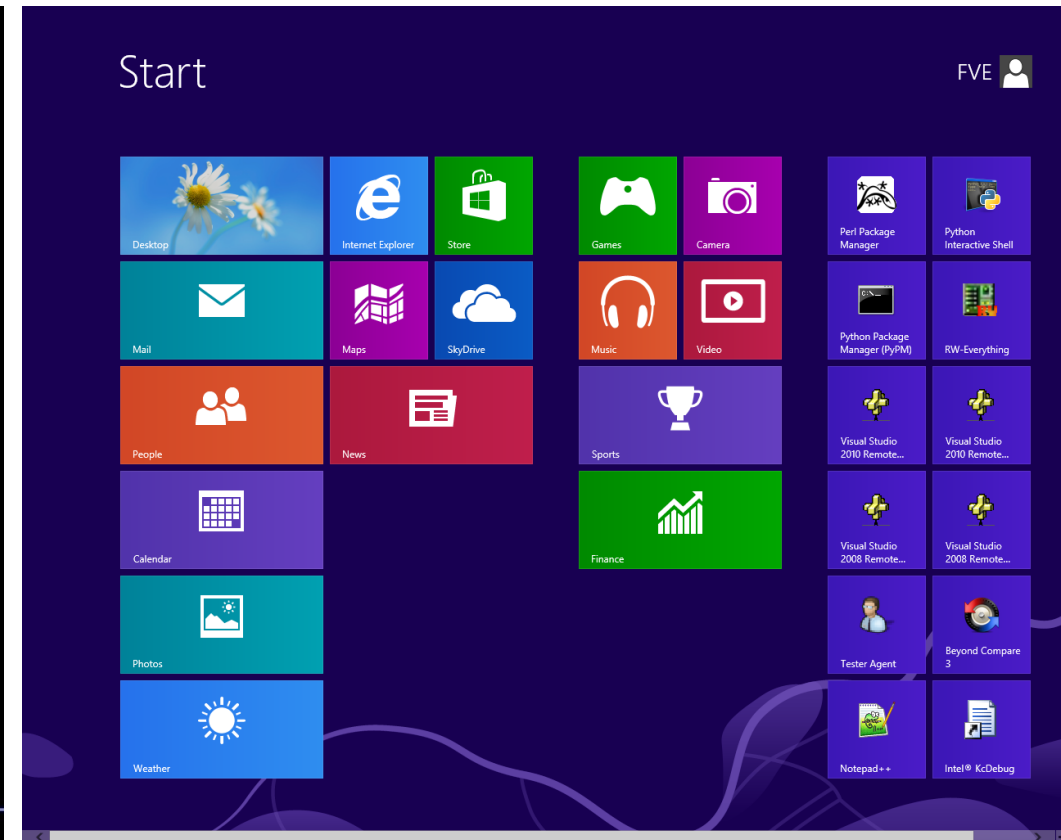 Start
FVE
Desktop
Internet Explorer
Store
Mail
Maps
SkyDrive
People
News
Calendar
Photos
Weather
Games
Camera
Music
Video
Sports
Finance
Perl Package
Manager
Python
Interactive Shell
C:\_
Python Package
Manager (PyPM)
RW-Everything
Visual Studio
2010 Remote...
Visual Studio
2010 Remote...
Visual Studio
2008 Remote...
Visual Studio
2008 Remote...
Tester Agent
Beyond Compare
3
Notepad++
Intel® KcDebug